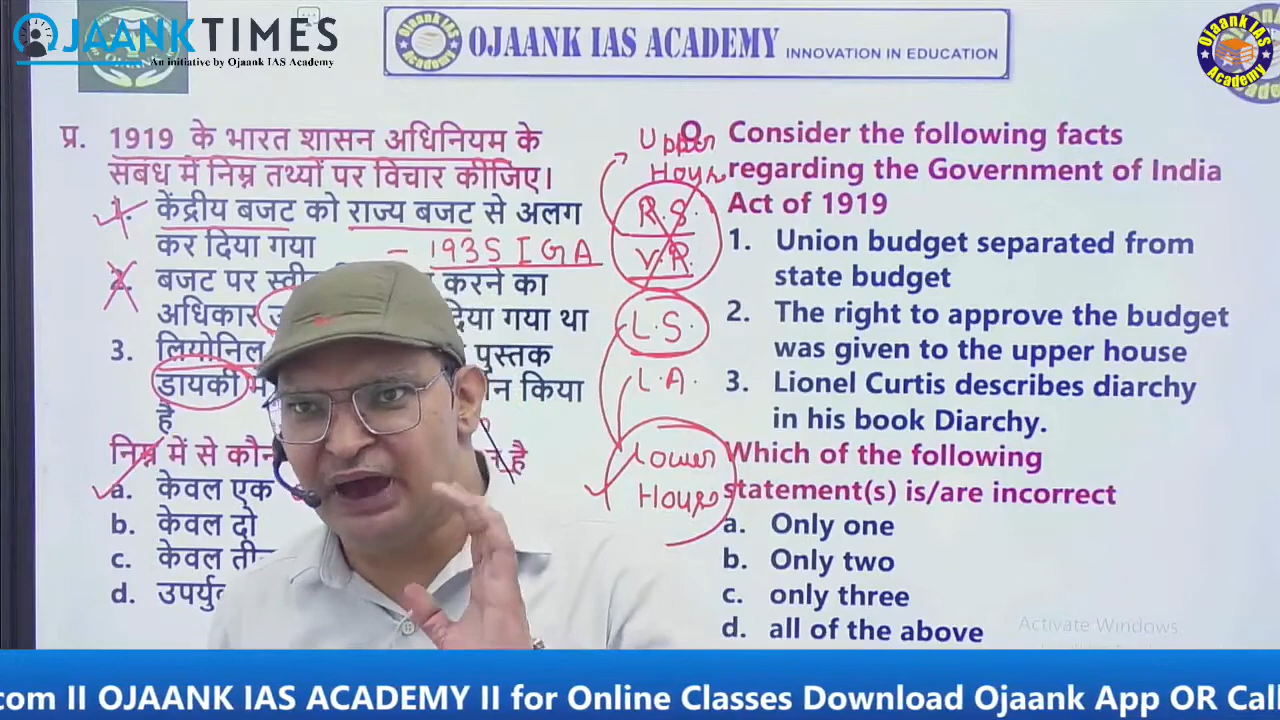 OJAANKTIMES
An initiative by Ojaank IAS Academy
OJAANK IAS ACADEMY INNOVATION IN EDUCATION
Ojaank IAS
Academy
प्र. 1919 के भारत शासन अधिनियम के
संबंध में निम्न तथ्यों पर विचार कीजिए।
1. केंद्रीय बजट को राज्य बजट से अलग
कर दिया गया
- 1935 I G A
2. बजट पर करने का
अधिकार दिया गया था
3. पुस्तक
डायकी किया
है
निम्न में से है
a. केवल एक
b. केवल दो
c. केवल
d.
Upper
House
R.S.
V.R.
L.S.
L.A.
Lower
House
Q Consider the following facts
regarding the Government of India
Act of 1919
1. Union budget separated from
state budget
2. The right to approve the budget
was given to the upper house
3. Lionel Curtis describes diarchy
in his book Diarchy.
Which of the following
statement(s) is/are incorrect
a. Only one
b. Only two
c. only three
d. all of the above
Activate Windows
.com II OJAANK IAS ACADEMY II for Online Classes Download Ojaank App OR Call